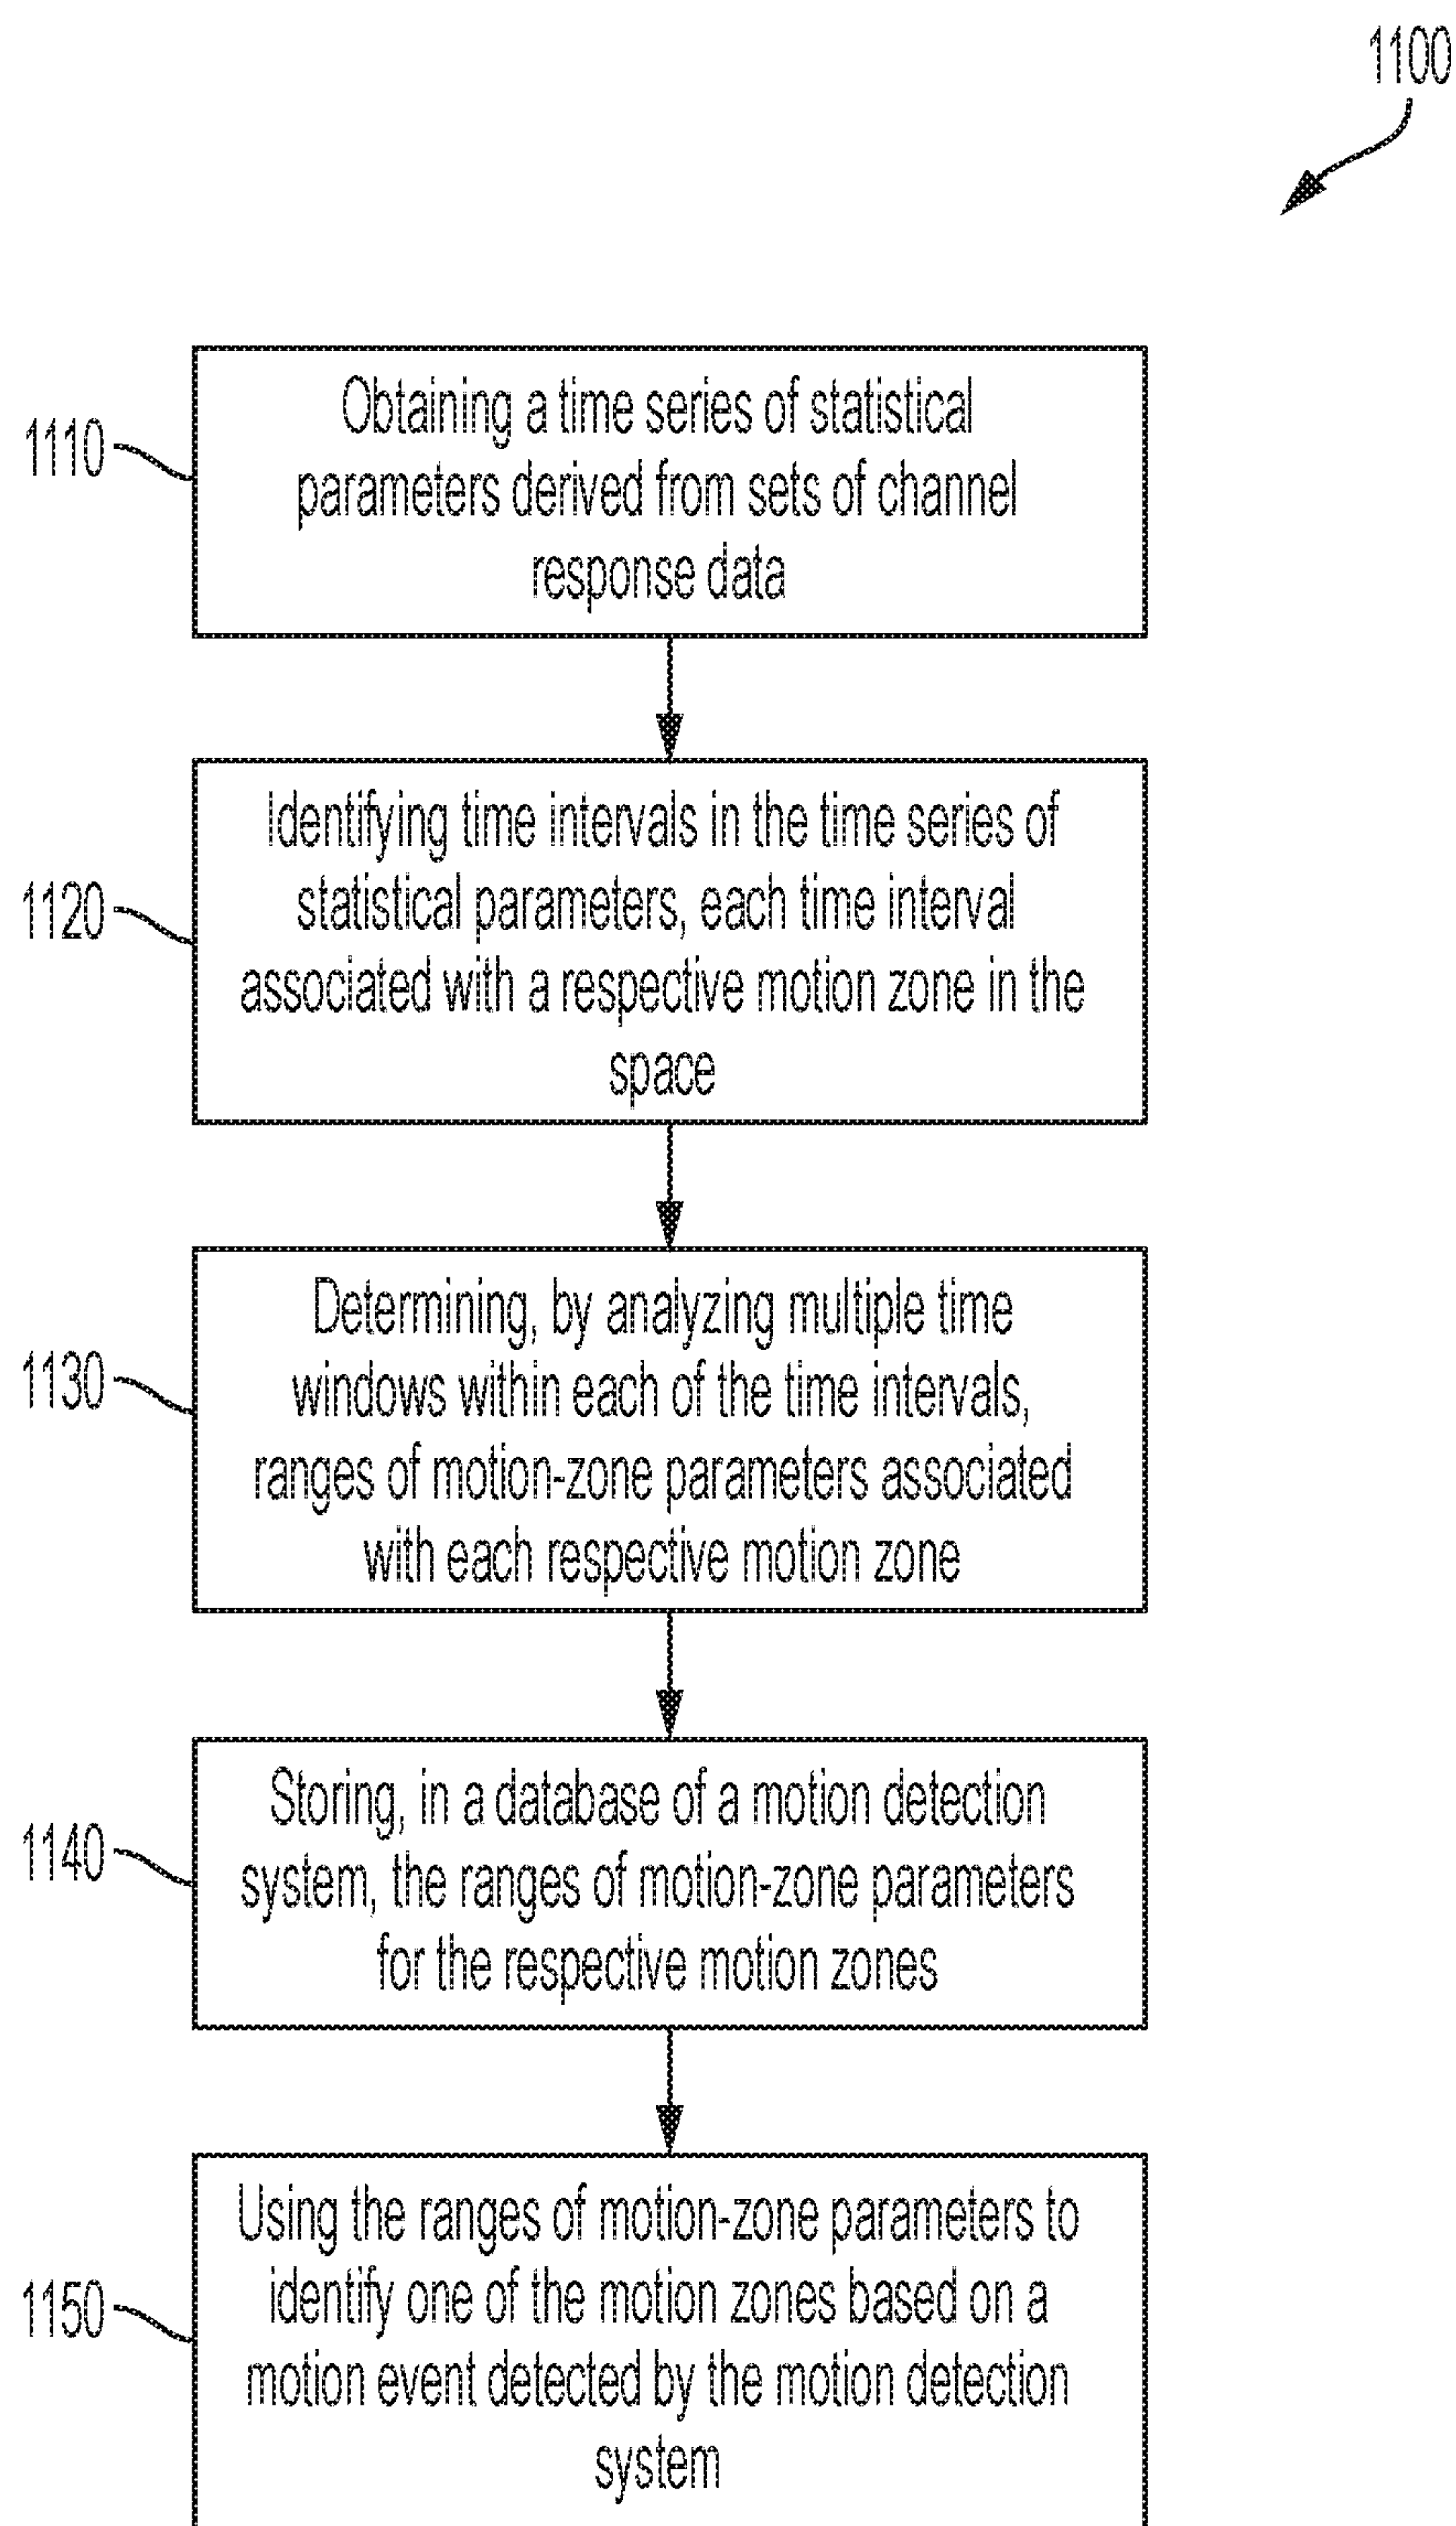 1100
1110
Obtaining a time series of statistical
parameters derived from sets of channel
response data
1120
Identifying time intervals in the time series of
statistical parameters, each time interval
associated with a respective motion zone in the
space
1130
Determining, by analyzing multiple time
windows within each of the time intervals,
ranges of motion-zone parameters associated
with each respective motion zone
1140
Storing, in a database of a motion detection
system, the ranges of motion-zone parameters
for the respective motion zones
1150
Using the ranges of motion-zone parameters to
identify one of the motion zones based on a
motion event detected by the motion detection
system